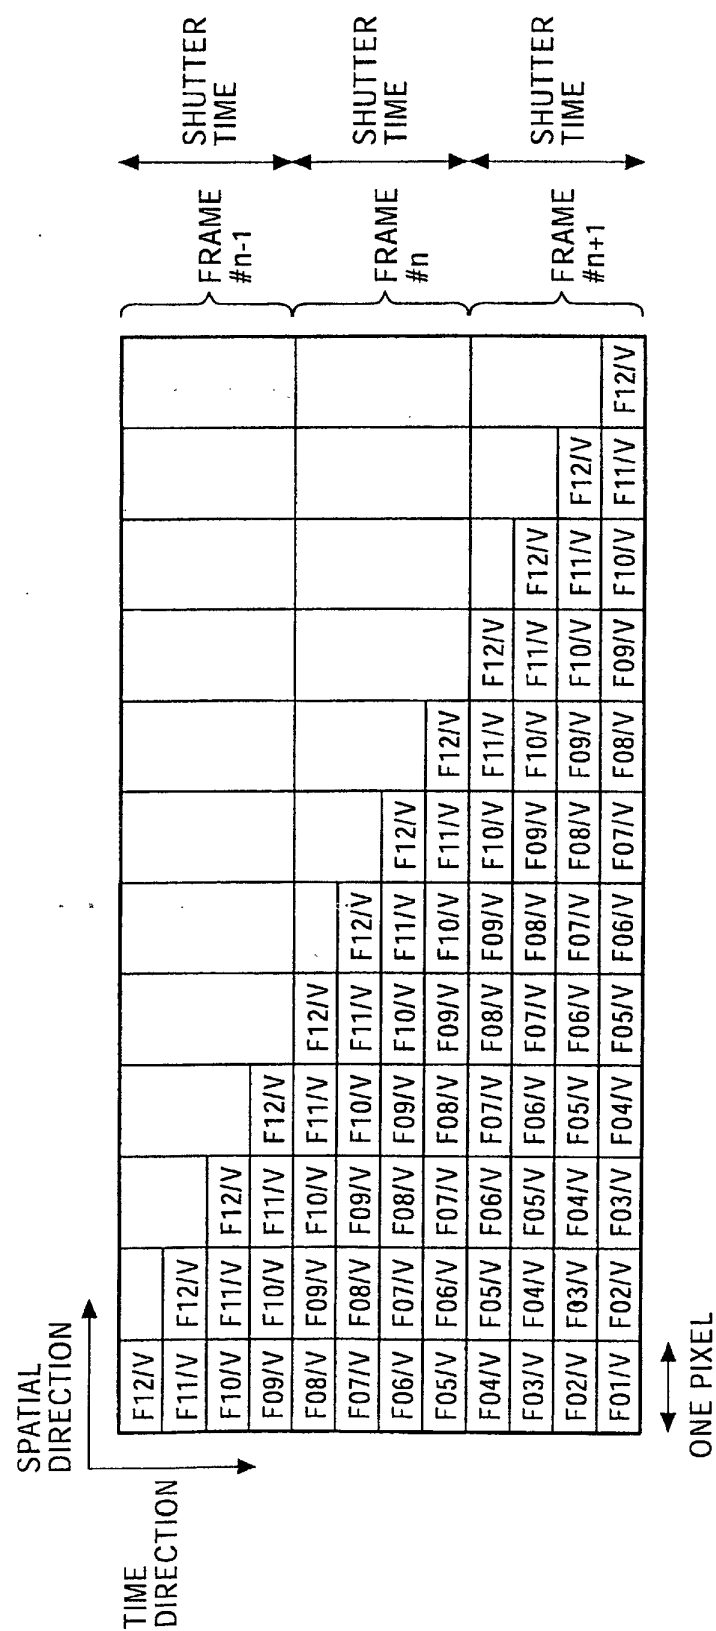 SPATIAL
DIRECTION
TIME
DIRECTION
F12/V
F11/V F12/V
F10/V F11/V F12/V
F09/V F10/V F11/V F12/V
FRAME
#n-1
SHUTTER
TIME
F08/V F09/V F10/V F11/V F12/V
F07/V F08/V F09/V F10/V F11/V F12/V
F06/V F07/V F08/V F09/V F10/V F11/V F12/V
F05/V F06/V F07/V F08/V F09/V F10/V F11/V F12/V
FRAME
#n
SHUTTER
TIME
F04/V F05/V F06/V F07/V F08/V F09/V F10/V F11/V F12/V
F03/V F04/V F05/V F06/V F07/V F08/V F09/V F10/V F11/V F12/V
F02/V F03/V F04/V F05/V F06/V F07/V F08/V F09/V F10/V F11/V F12/V
F01/V F02/V F03/V F04/V F05/V F06/V F07/V F08/V F09/V F10/V F11/V F12/V
FRAME
#n+1
SHUTTER
TIME
ONE PIXEL